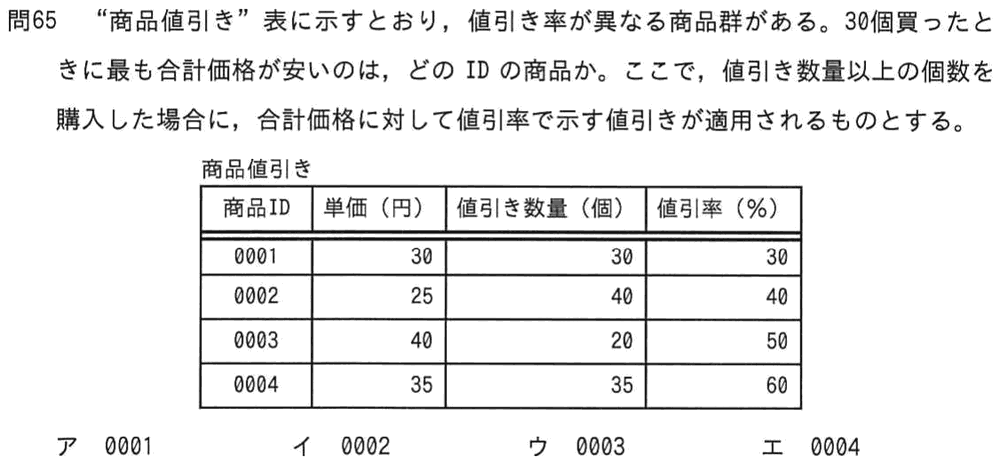 問65 “商品値引き”表に示すとおり，値引き率が異なる商品群がある。30個買ったと
きに最も合計価格が安いのは，どの ID の商品か。ここで，値引き数量以上の個数を
購入した場合に，合計価格に対して値引率で示す値引きが適用されるものとする。
商品値引き
商品ID 単価（円） 値引き数量（個） 値引率（％）
0001 30 30 30
0002 25 40 40
0003 40 20 50
0004 35 35 60
ア 0001 イ 0002 ウ 0003 エ 0004